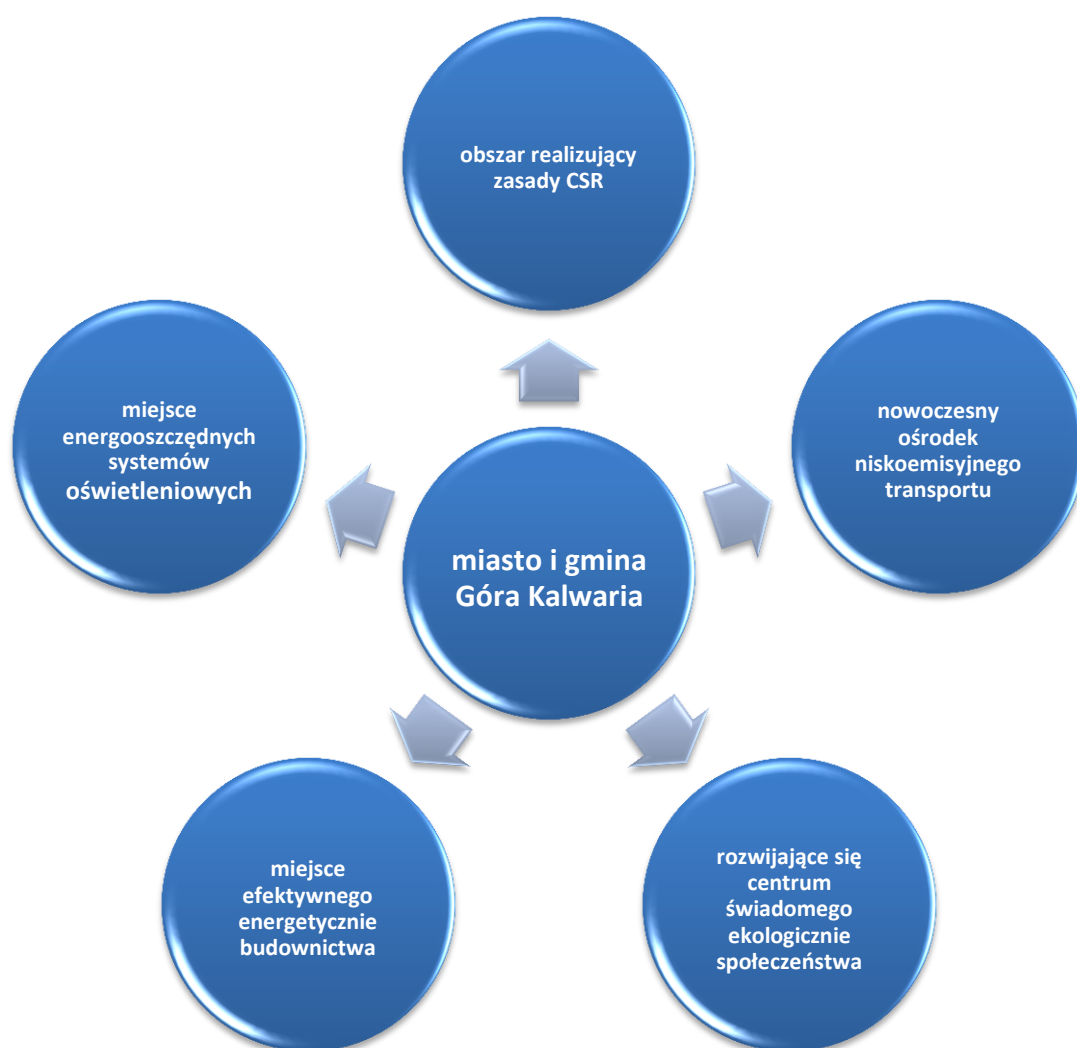 obszar realizujący
zasady CSR
miejsce
energooszczędnych
systemów
oświetleniowych
nowoczesny
ośrodek
niskoemisyjnego
transportu
miasto i gmina
Góra Kalwaria
miejsce
efektywnego
energetycznie
budownictwa
rozwijające się
centrum
świadomego
ekologicznie
społeczeństwa